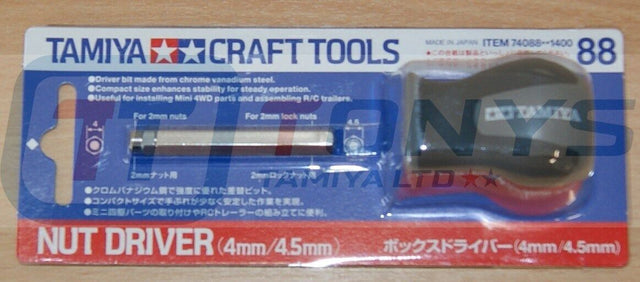 TAMIYA CRAFT TOOLS
MADE IN JAPAN ITEM 74088--1400
88
●Driver bit made from chrome vanadium steel.
●Compact size enhances stability for steady operation.
●Useful for installing Mini 4WD parts and assembling R/C trailers.
For 2mm nuts
For 2mm lock nuts
4
4.5
2mmナット用
2mmロックナット用
TAMIYA
TONYS
TAMIYA LTD ★★
●クロムバナジウム鋼で強度に優れた差替ビット。
●コンパクトサイズで手ぶれが少なく安定した作業を実現。
●ミニ四駆パーツの取り付けやRCトレーラーの組み立てに便利。
NUT DRIVER (4mm/4.5mm)
ボックスドライバー(4mm/4.5mm)